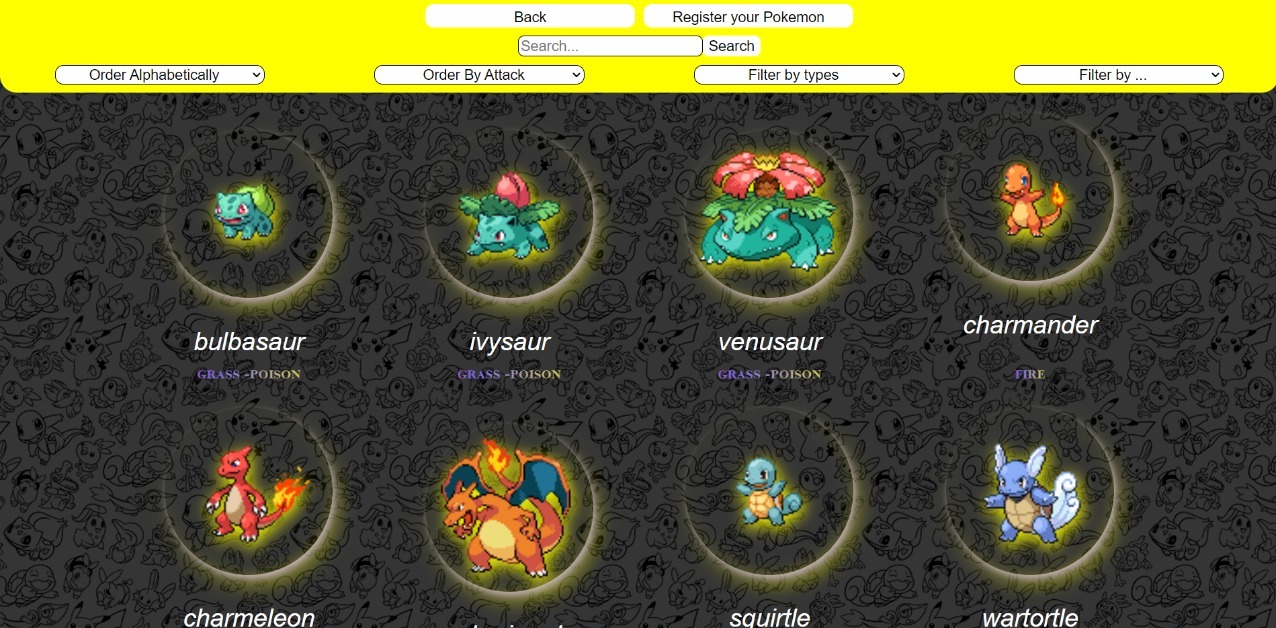 Back Register your Pokemon
Search... Search
Order Alphabetically Order By Attack Filter by types Filter by ...
bulbasaur ivysaur venusaur charmander
GRASS -POISON GRASS -POISON GRASS -POISON FIRE
charmeleon squirtle wartortle